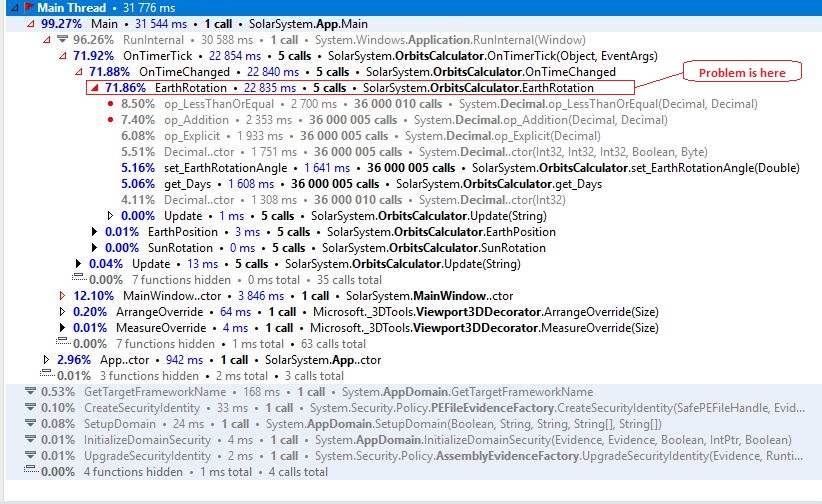 Main Thread • 31 776 ms
99.27% Main • 31 544 ms • 1 call • SolarSystem.App.Main
96.26% RunInternal • 30 588 ms • 1 call • System.Windows.Application.RunInternal(Window)
71.92% OnTimerTick • 22 854 ms • 5 calls • SolarSystem.OrbitsCalculator.OnTimerTick(Object, EventArgs)
71.88% OnTimeChanged • 22 840 ms • 5 calls • SolarSystem.OrbitsCalculator.OnTimeChanged
71.86% EarthRotation • 22 835 ms • 5 calls • SolarSystem.OrbitsCalculator.EarthRotation
Problem is here
8.50% op_LessThanOrEqual • 2 700 ms • 36 000 010 calls • System.Decimal.op_LessThanOrEqual(Decimal, Decimal)
7.40% op_Addition • 2 353 ms • 36 000 005 calls • System.Decimal.op_Addition(Decimal, Decimal)
6.08% op_Explicit • 1 933 ms • 36 000 005 calls • System.Decimal.op_Explicit(Decimal)
5.51% Decimal..ctor • 1 751 ms • 36 000 005 calls • System.Decimal..ctor(Int32, Int32, Int32, Boolean, Byte)
5.16% set_EarthRotationAngle • 1 641 ms • 36 000 005 calls • SolarSystem.OrbitsCalculator.set_EarthRotationAngle(Double)
5.06% get_Days • 1 608 ms • 36 000 005 calls • SolarSystem.OrbitsCalculator.get_Days
4.11% Decimal..ctor • 1 308 ms • 36 000 010 calls • System.Decimal..ctor(Int32)
0.00% Update • 1 ms • 5 calls • SolarSystem.OrbitsCalculator.Update(String)
0.01% EarthPosition • 3 ms • 5 calls • SolarSystem.OrbitsCalculator.EarthPosition
0.00% SunRotation • 0 ms • 5 calls • SolarSystem.OrbitsCalculator.SunRotation
0.04% Update • 13 ms • 5 calls • SolarSystem.OrbitsCalculator.Update(String)
0.00% 7 functions hidden • 0 ms total • 35 calls total
12.10% MainWindow..ctor • 3 846 ms • 1 call • SolarSystem.MainWindow..ctor
0.20% ArrangeOverride • 64 ms • 1 call • Microsoft._3DTools.Viewport3DDecorator.ArrangeOverride(Size)
0.01% MeasureOverride • 4 ms • 1 call • Microsoft._3DTools.Viewport3DDecorator.MeasureOverride(Size)
0.00% 7 functions hidden • 1 ms total • 63 calls total
2.96% App..ctor • 942 ms • 1 call • SolarSystem.App..ctor
0.01% 3 functions hidden • 2 ms total • 3 calls total
0.53% GetTargetFrameworkName • 168 ms • 1 call • System.AppDomain.GetTargetFrameworkName
0.10% CreateSecurityIdentity • 33 ms • 1 call • System.Security.Policy.PEFileEvidenceFactory.CreateSecurityIdentity(SafePEFileHandle, Evid...
0.08% SetupDomain • 24 ms • 1 call • System.AppDomain.SetupDomain(Boolean, String, String, String[], String[])
0.01% InitializeDomainSecurity • 4 ms • 1 call • System.AppDomain.InitializeDomainSecurity(Evidence, Evidence, Boolean, IntPtr, Boolean)
0.01% UpgradeSecurityIdentity • 2 ms • 1 call • System.Security.Policy.AssemblyEvidenceFactory.UpgradeSecurityIdentity(Evidence, Runti...
0.00% 4 functions hidden • 1 ms total • 4 calls total